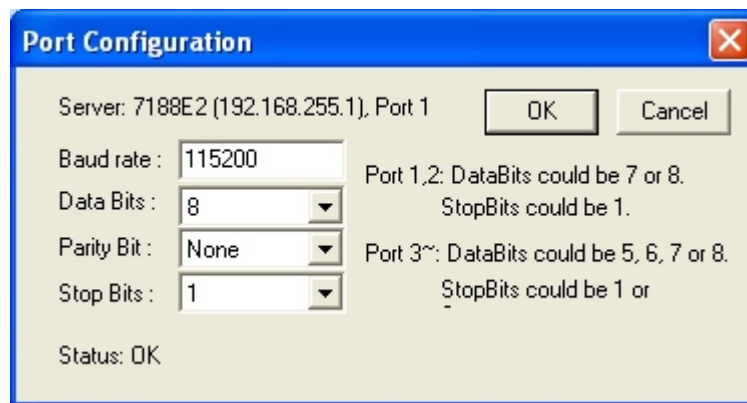 Port Configuration
Server: 7188E2 (192.168.255.1), Port 1
OK
Cancel
Baud rate :
115200
Data Bits :
8
Parity Bit :
None
Stop Bits :
1
Port 1,2: DataBits could be 7 or 8.
StopBits could be 1.
Port 3~: DataBits could be 5, 6, 7 or 8.
StopBits could be 1 or
Status: OK